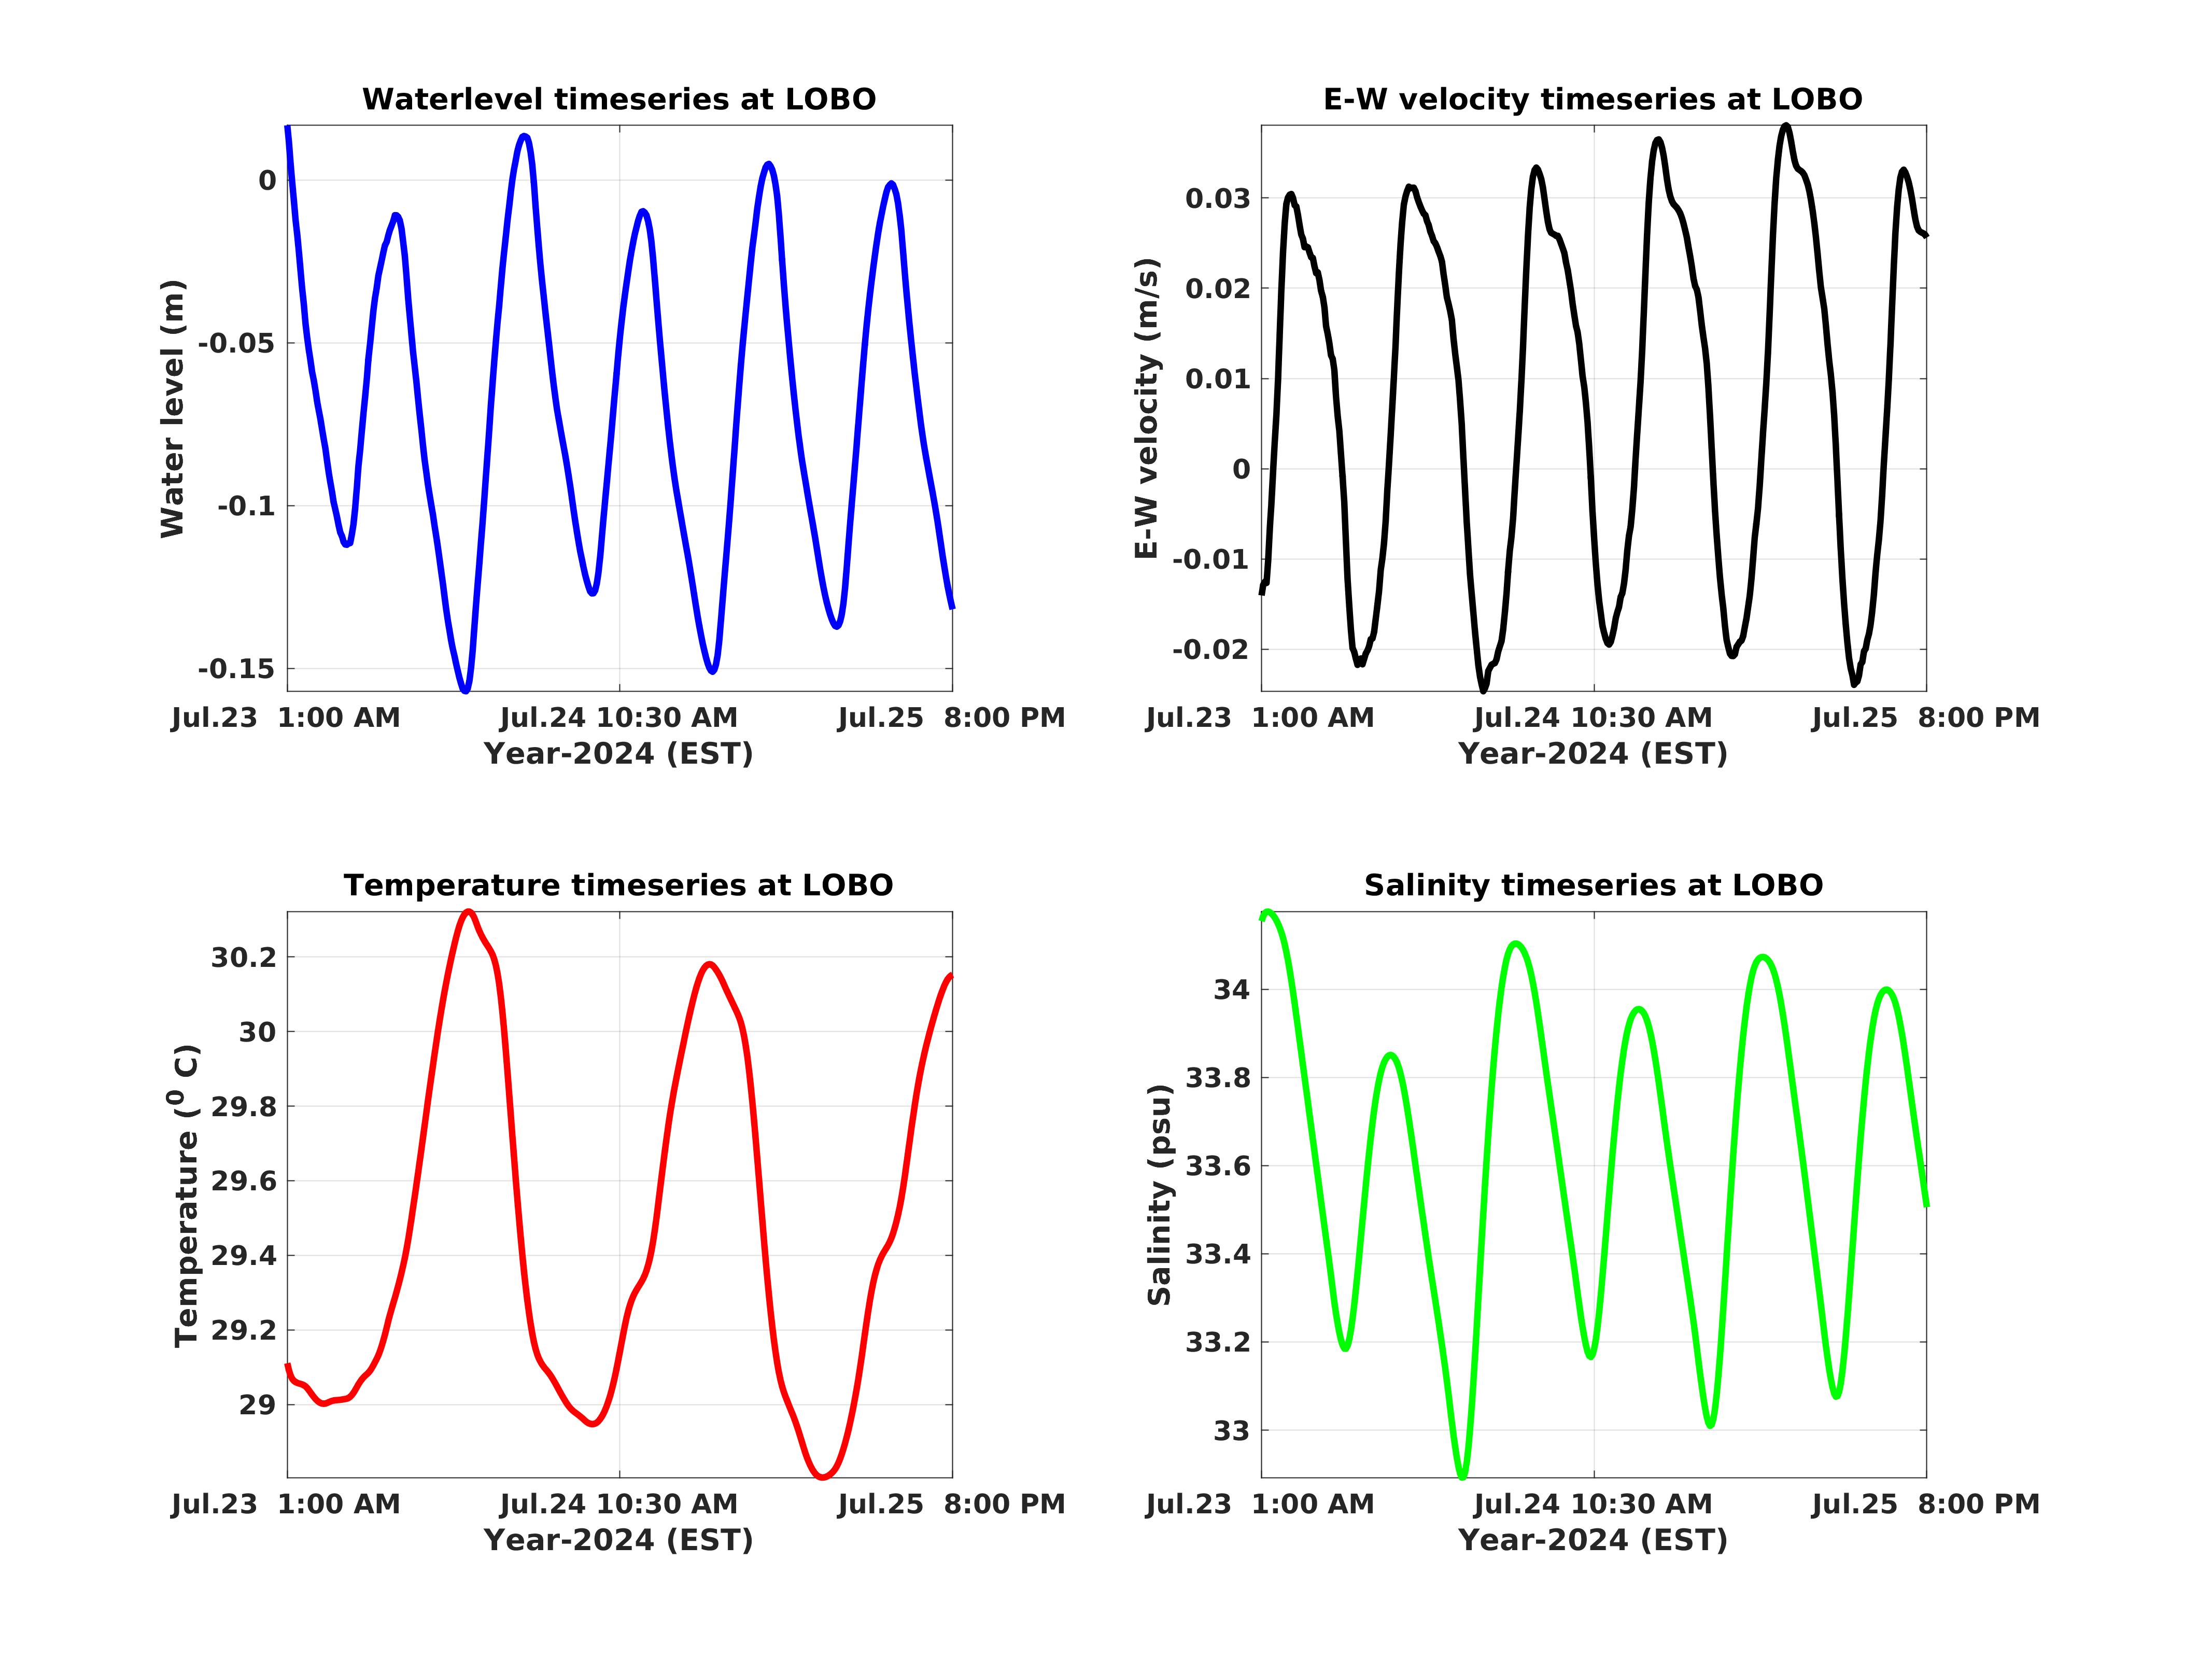 Waterlevel timeseries at LOBO
Water level (m)
0
-0.05
-0.1
-0.15
Jul.23 1:00 AM Jul.24 10:30 AM Jul.25 8:00 PM
Year-2024 (EST)
E-W velocity timeseries at LOBO
E-W velocity (m/s)
0.03
0.02
0.01
0
-0.01
-0.02
Jul.23 1:00 AM Jul.24 10:30 AM Jul.25 8:00 PM
Year-2024 (EST)
Temperature timeseries at LOBO
Temperature (⁰ C)
30.2
30
29.8
29.6
29.4
29.2
29
Jul.23 1:00 AM Jul.24 10:30 AM Jul.25 8:00 PM
Year-2024 (EST)
Salinity timeseries at LOBO
Salinity (psu)
34
33.8
33.6
33.4
33.2
33
Jul.23 1:00 AM Jul.24 10:30 AM Jul.25 8:00 PM
Year-2024 (EST)